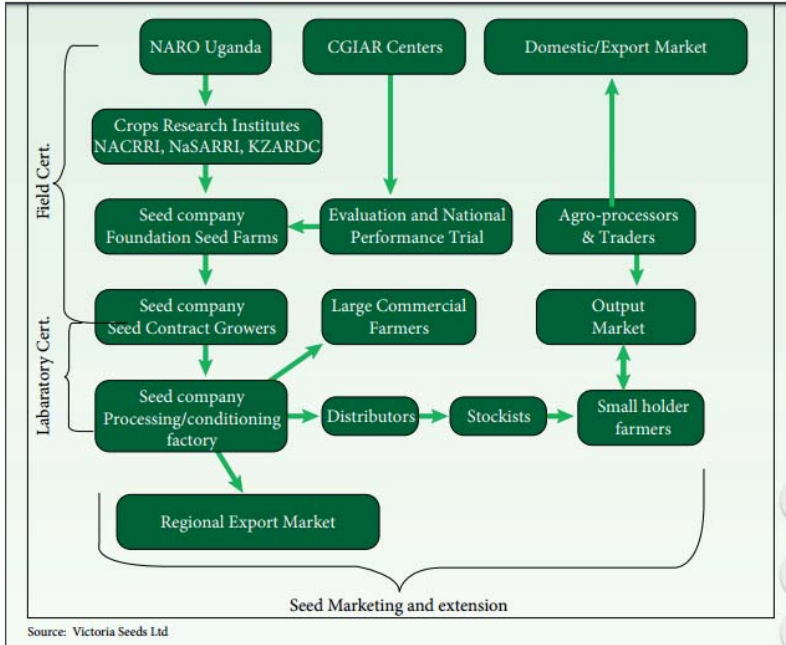 NARO Uganda
CGIAR Centers
Domestic/Export Market
Crops Research Institutes
NACRRI, NaSARRI, KZARDC
Field Cert.
Seed company
Foundation Seed Farms
Evaluation and National
Performance Trial
Agro-processors
& Traders
Seed company
Seed Contract Growers
Large Commercial
Farmers
Output
Market
Labaratory Cert.
Seed company
Processing/conditioning
factory
Distributors
Stockists
Small holder
farmers
Regional Export Market
Seed Marketing and extension
Source: Victoria Seeds Ltd